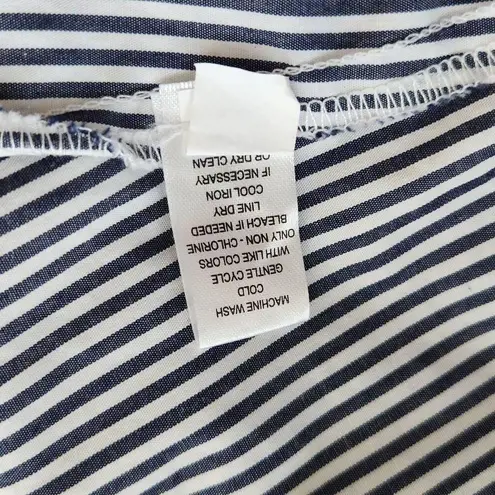 MACHINE WASH
COLD
GENTLE CYCLE
WITH LIKE COLORS
ONLY NON - CHLORINE
BLEACH IF NEEDED
LINE DRY
COOL IRON
IF NECESSARY
OR DRY CLEAN